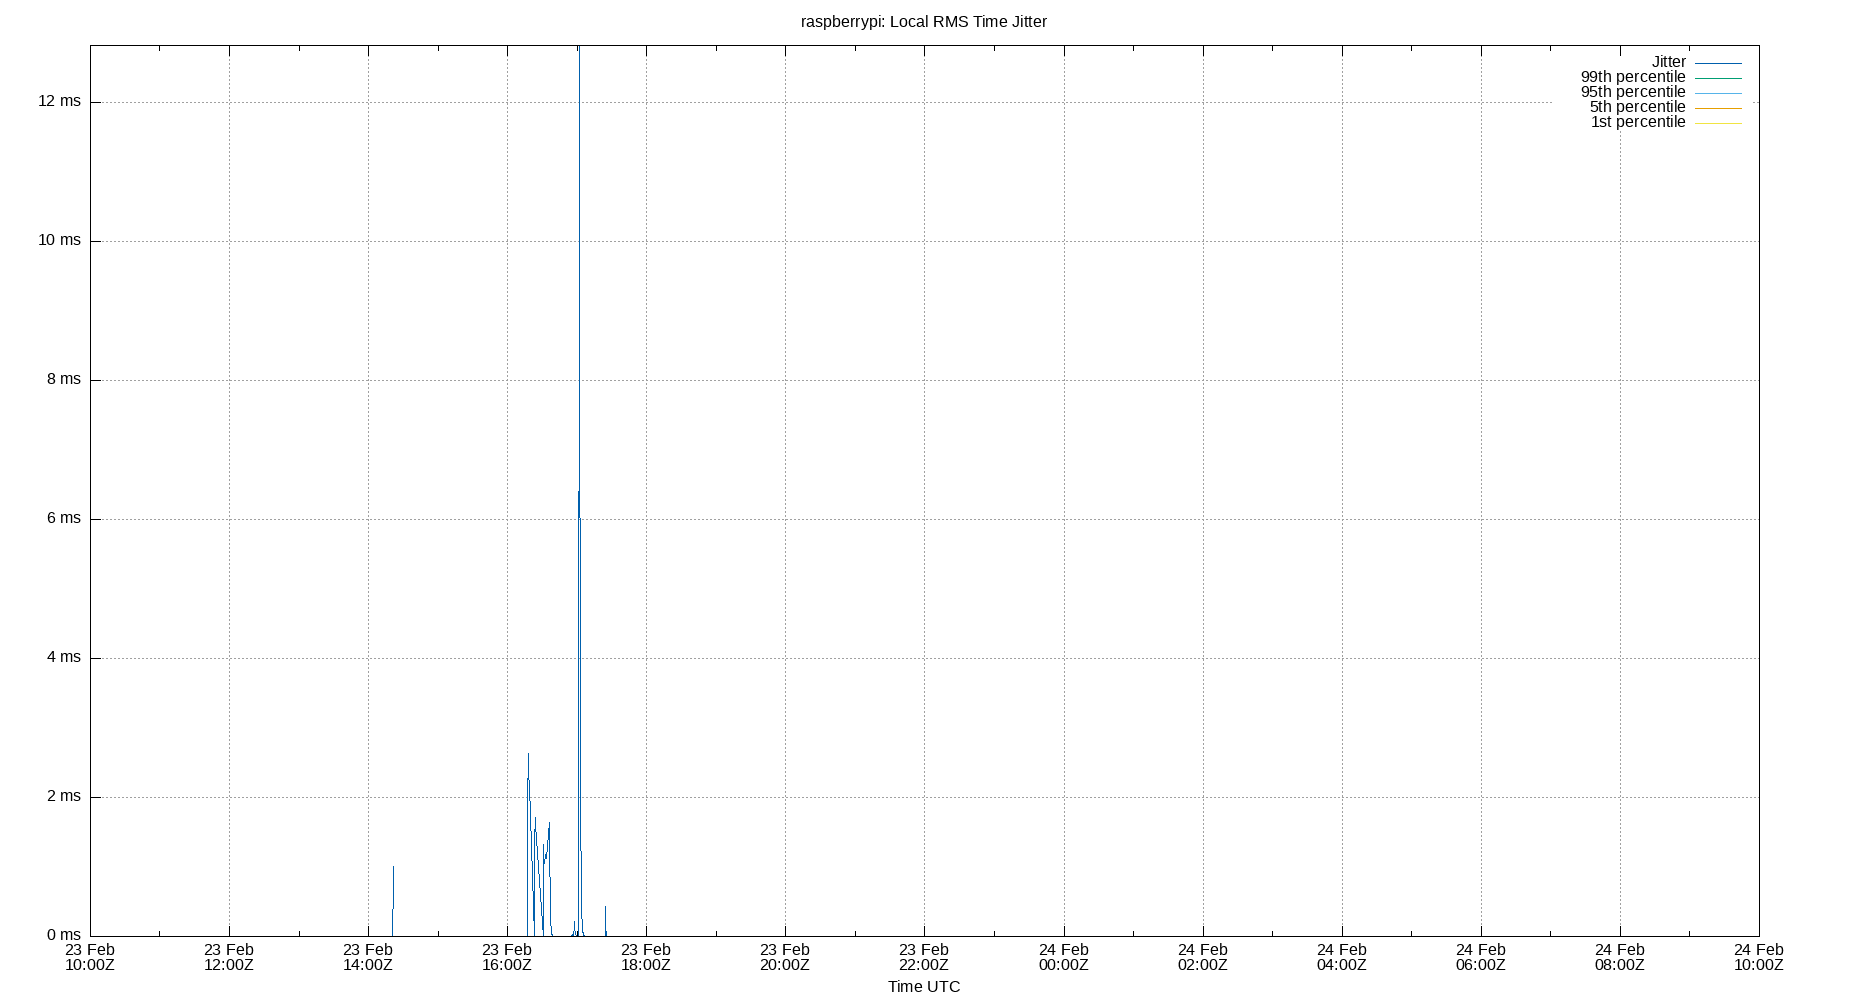 raspberrypi: Local RMS Time Jitter
Jitter
99th percentile
95th percentile
5th percentile
1st percentile
12 ms
10 ms
8 ms
6 ms
4 ms
2 ms
0 ms
23 Feb 23 Feb 23 Feb 23 Feb 23 Feb 23 Feb 23 Feb 24 Feb 24 Feb 24 Feb 24 Feb 24 Feb 24 Feb
10:00Z 12:00Z 14:00Z 16:00Z 18:00Z 20:00Z 22:00Z 00:00Z 02:00Z 04:00Z 06:00Z 08:00Z 10:00Z
Time UTC